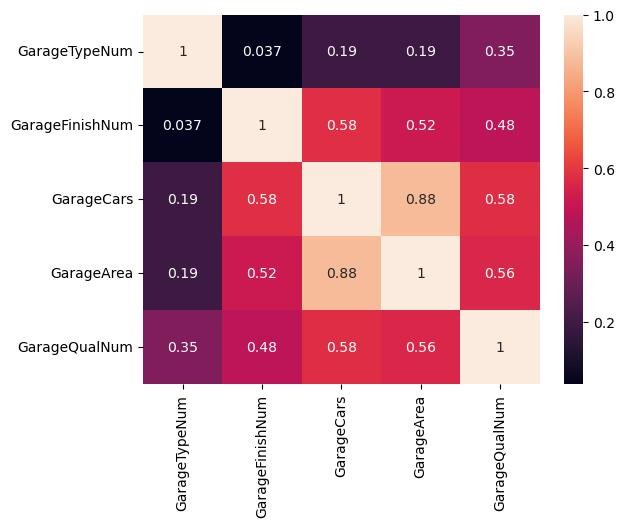 GarageTypeNum 1 0.037 0.19 0.19 0.35
GarageFinishNum 0.037 1 0.58 0.52 0.48
GarageCars 0.19 0.58 1 0.88 0.58
GarageArea 0.19 0.52 0.88 1 0.56
GarageQualNum 0.35 0.48 0.58 0.56 1
GarageTypeNum
GarageFinishNum
GarageCars
GarageArea
GarageQualNum
1.0
0.8
0.6
0.4
0.2